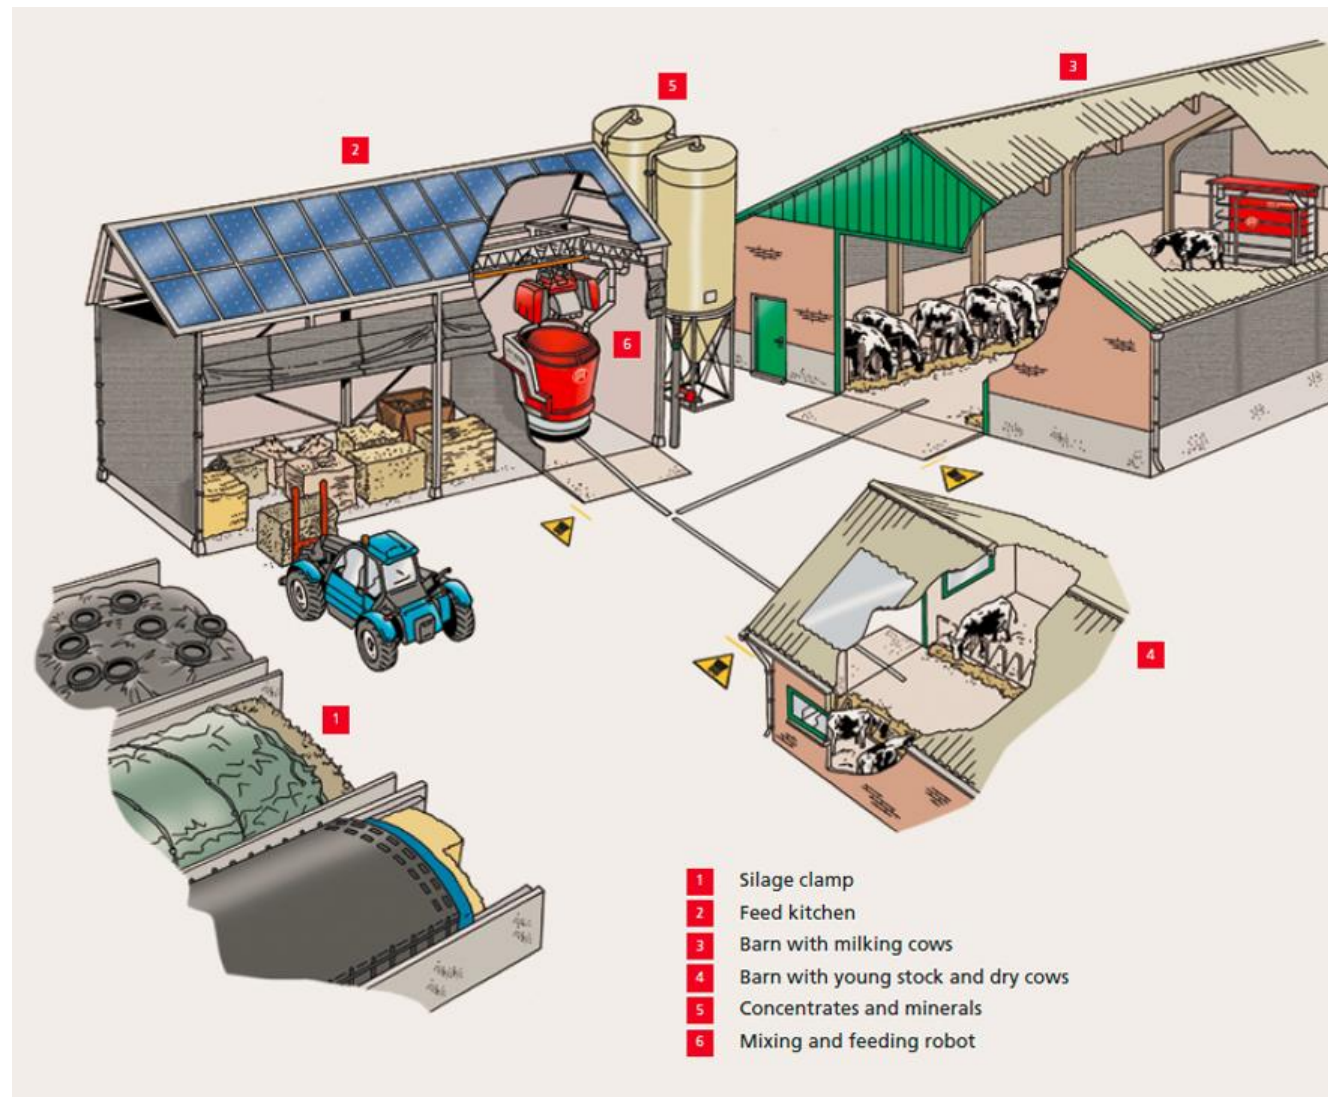 5
3
2
6
4
1
1 Silage clamp
2 Feed kitchen
3 Barn with milking cows
4 Barn with young stock and dry cows
5 Concentrates and minerals
6 Mixing and feeding robot